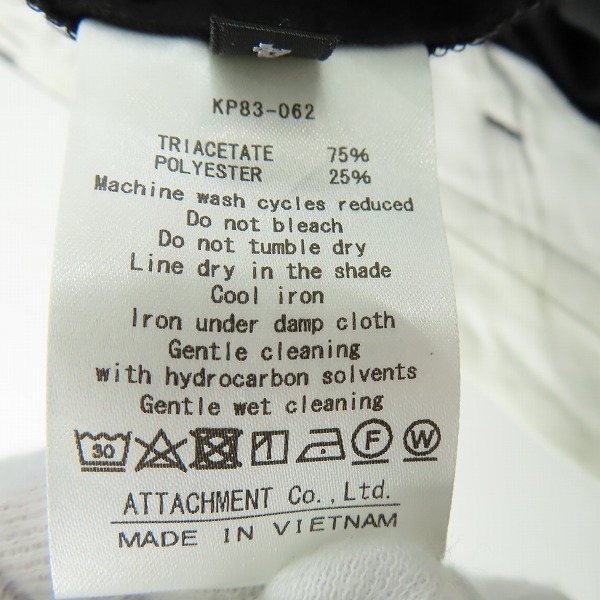 4
KP83-062
TRIACETATE 75%
POLYESTER 25%
Machine wash cycles reduced
Do not bleach
Do not tumble dry
Line dry in the shade
Cool iron
Iron under damp cloth
Gentle cleaning
with hydrocarbon solvents
Gentle wet cleaning
30 F W
ATTACHMENT Co.,Ltd.
MADE IN VIETNAM